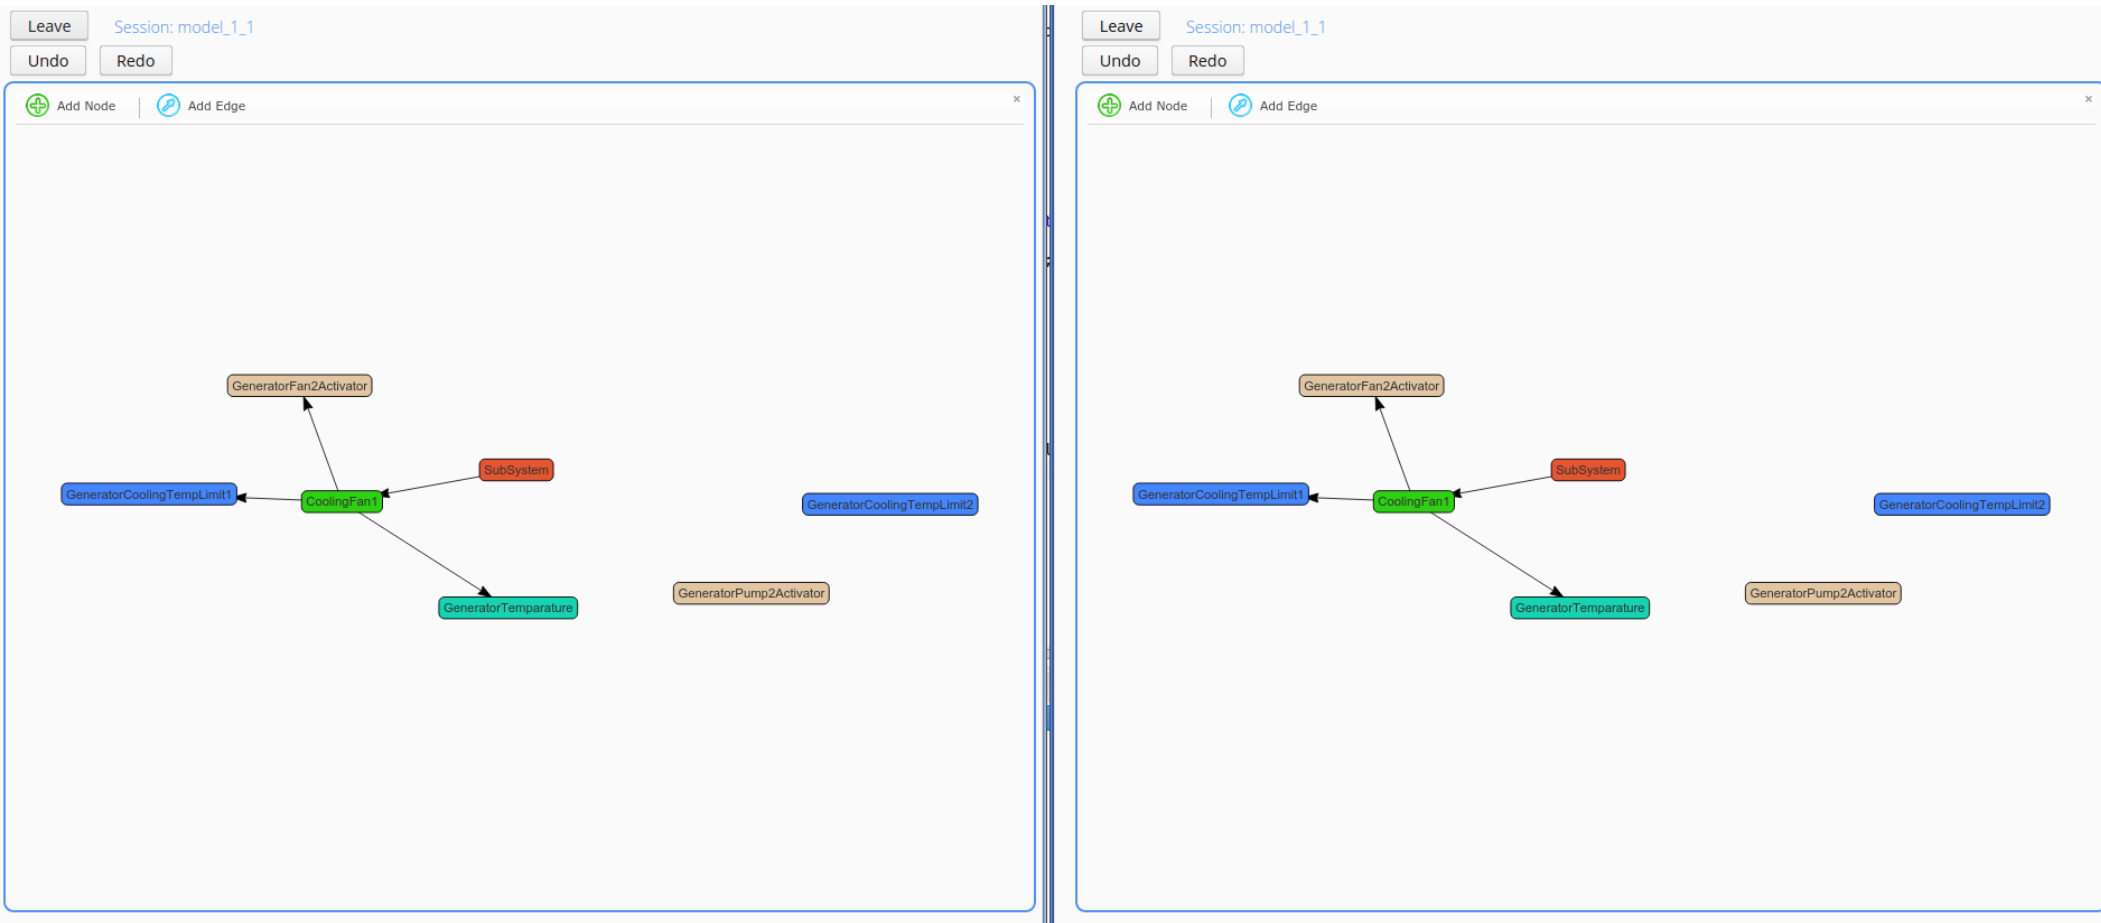 Leave Session: model_1_1
Undo Redo
Add Node Add Edge ×
GeneratorFan2Activator
SubSystem
GeneratorCoolingTempLimit1
CoolingFan1
GeneratorCoolingTempLimit2
GeneratorPump2Activator
GeneratorTemparature
Leave Session: model_1_1
Undo Redo
Add Node Add Edge ×
GeneratorFan2Activator
SubSystem
GeneratorCoolingTempLimit1
CoolingFan1
GeneratorCoolingTempLimit2
GeneratorPump2Activator
GeneratorTemparature